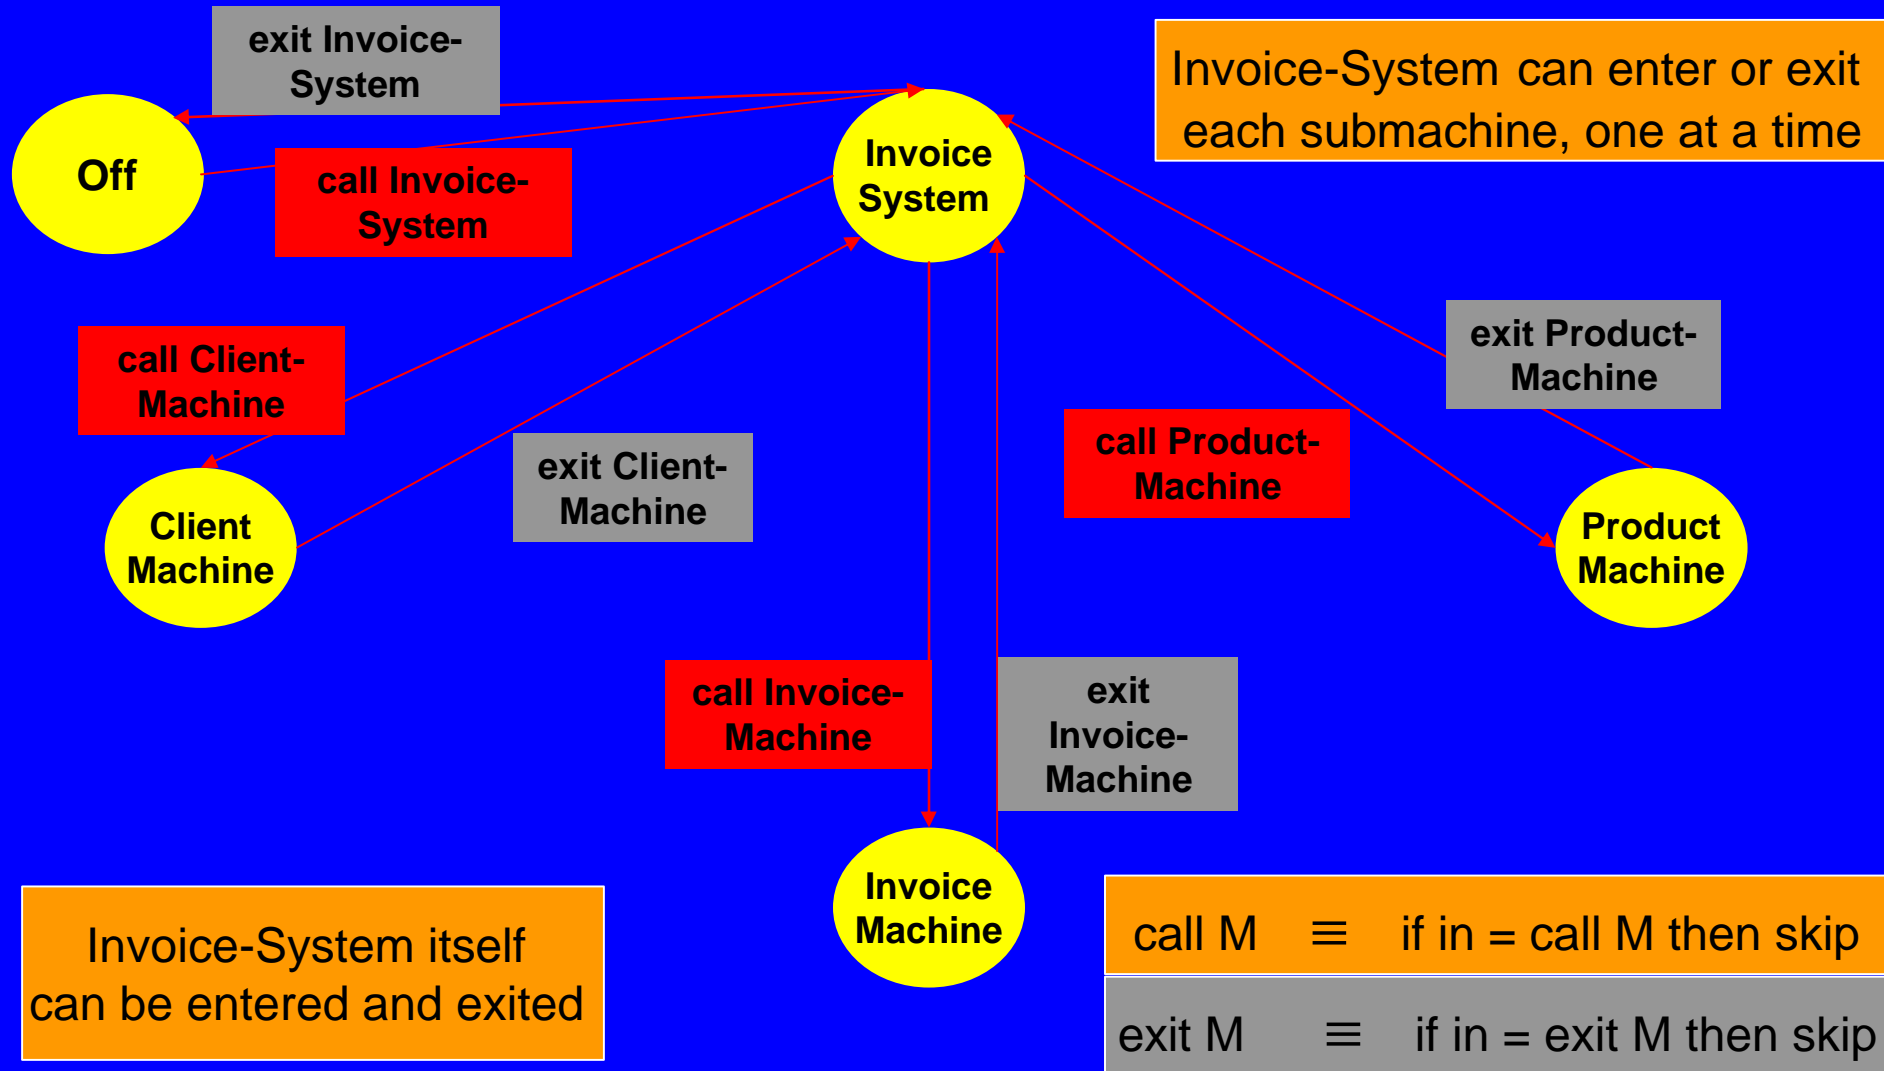 exit Invoice-
System
Invoice-System can enter or exit
each submachine, one at a time
Off
call Invoice-
System
Invoice
System
call Client-
Machine
exit Product-
Machine
exit Client-
Machine
call Product-
Machine
Client
Machine
Product
Machine
call Invoice-
Machine
exit
Invoice-
Machine
Invoice
Machine
Invoice-System itself
can be entered and exited
call M ≡ if in = call M then skip
exit M ≡ if in = exit M then skip